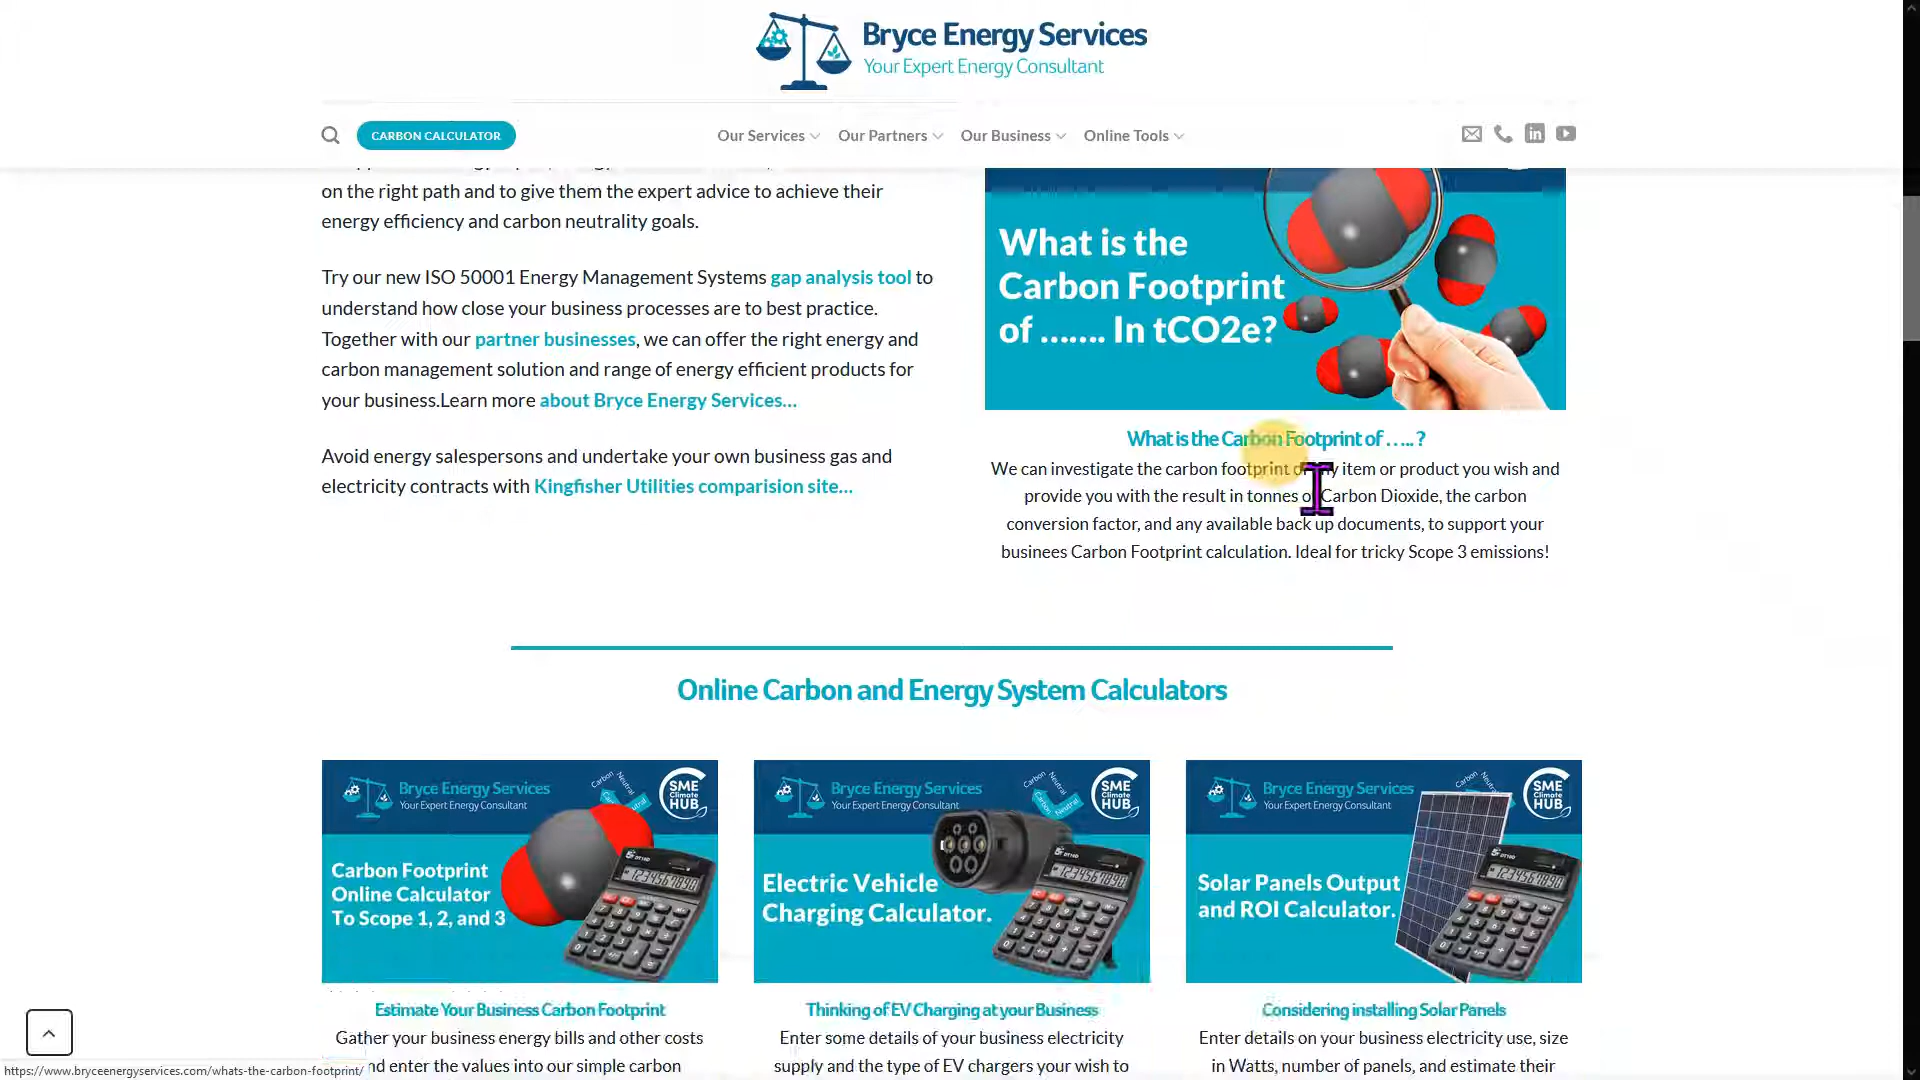 Bryce Energy Services
Your Expert Energy Consultant
CARBON CALCULATOR
Our Services
Our Partners
Our Business
Online Tools
on the right path and to give them the expert advice to achieve their
energy efficiency and carbon neutrality goals.
Try our new ISO 50001 Energy Management Systems gap analysis tool to
understand how close your business processes are to best practice.
Together with our partner businesses, we can offer the right energy and
carbon management solution and range of energy efficient products for
your business.Learn more about Bryce Energy Services...
Avoid energy salespersons and undertake your own business gas and
electricity contracts with Kingfisher Utilities comparision site...
What is the
Carbon Footprint
of ....... In tCO2e?
What is the Carbon Footprint of ..... ?
We can investigate the carbon footprint of any item or product you wish and
provide you with the result in tonnes of Carbon Dioxide, the carbon
conversion factor, and any available back up documents, to support your
businees Carbon Footprint calculation. Ideal for tricky Scope 3 emissions!
Online Carbon and Energy System Calculators
Bryce Energy Services
Your Expert Energy Consultant
Carbon
Neutral
SME
Climate
HUB
Carbon Footprint
Online Calculator
To Scope 1, 2, and 3
Bryce Energy Services
Your Expert Energy Consultant
Carbon
Neutral
SME
Climate
HUB
Electric Vehicle
Charging Calculator.
Bryce Energy Services
Your Expert Energy Consultant
Carbon
Neutral
SME
Climate
HUB
Solar Panels Output
and ROI Calculator.
Estimate Your Business Carbon Footprint
Gather your business energy bills and other costs
and enter the values into our simple carbon
Thinking of EV Charging at your Business
Enter some details of your business electricity
supply and the type of EV chargers your wish to
Considering installing Solar Panels
Enter details on your business electricity use, size
in Watts, number of panels, and estimate their
https://www.bryceenergyservices.com/whats-the-carbon-footprint/